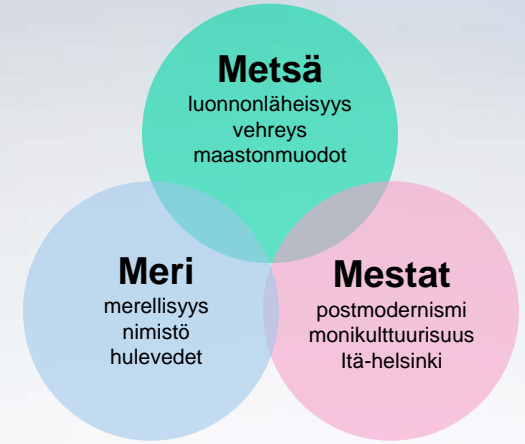 Metsä
luonnonläheisyys
vehreys
maastonmuodot
Meri
merellisyys
nimistö
hulevedet
Mestat
postmodernismi
monikulttuurisuus
Itä-helsinki